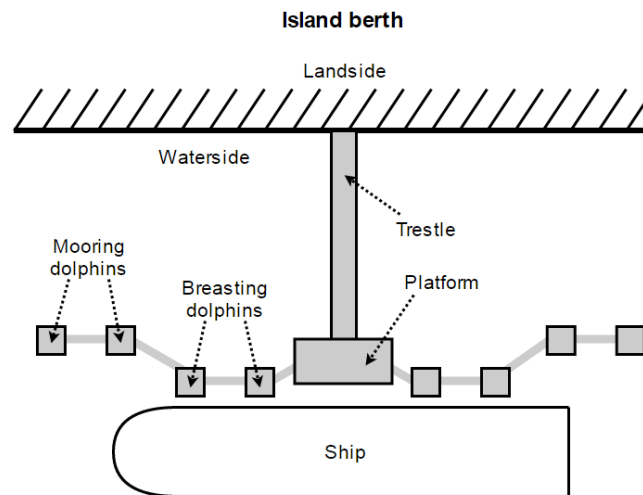 Island berth
Landside
Waterside
Trestle
Mooring
dolphins
Breasting
dolphins
Platform
Ship